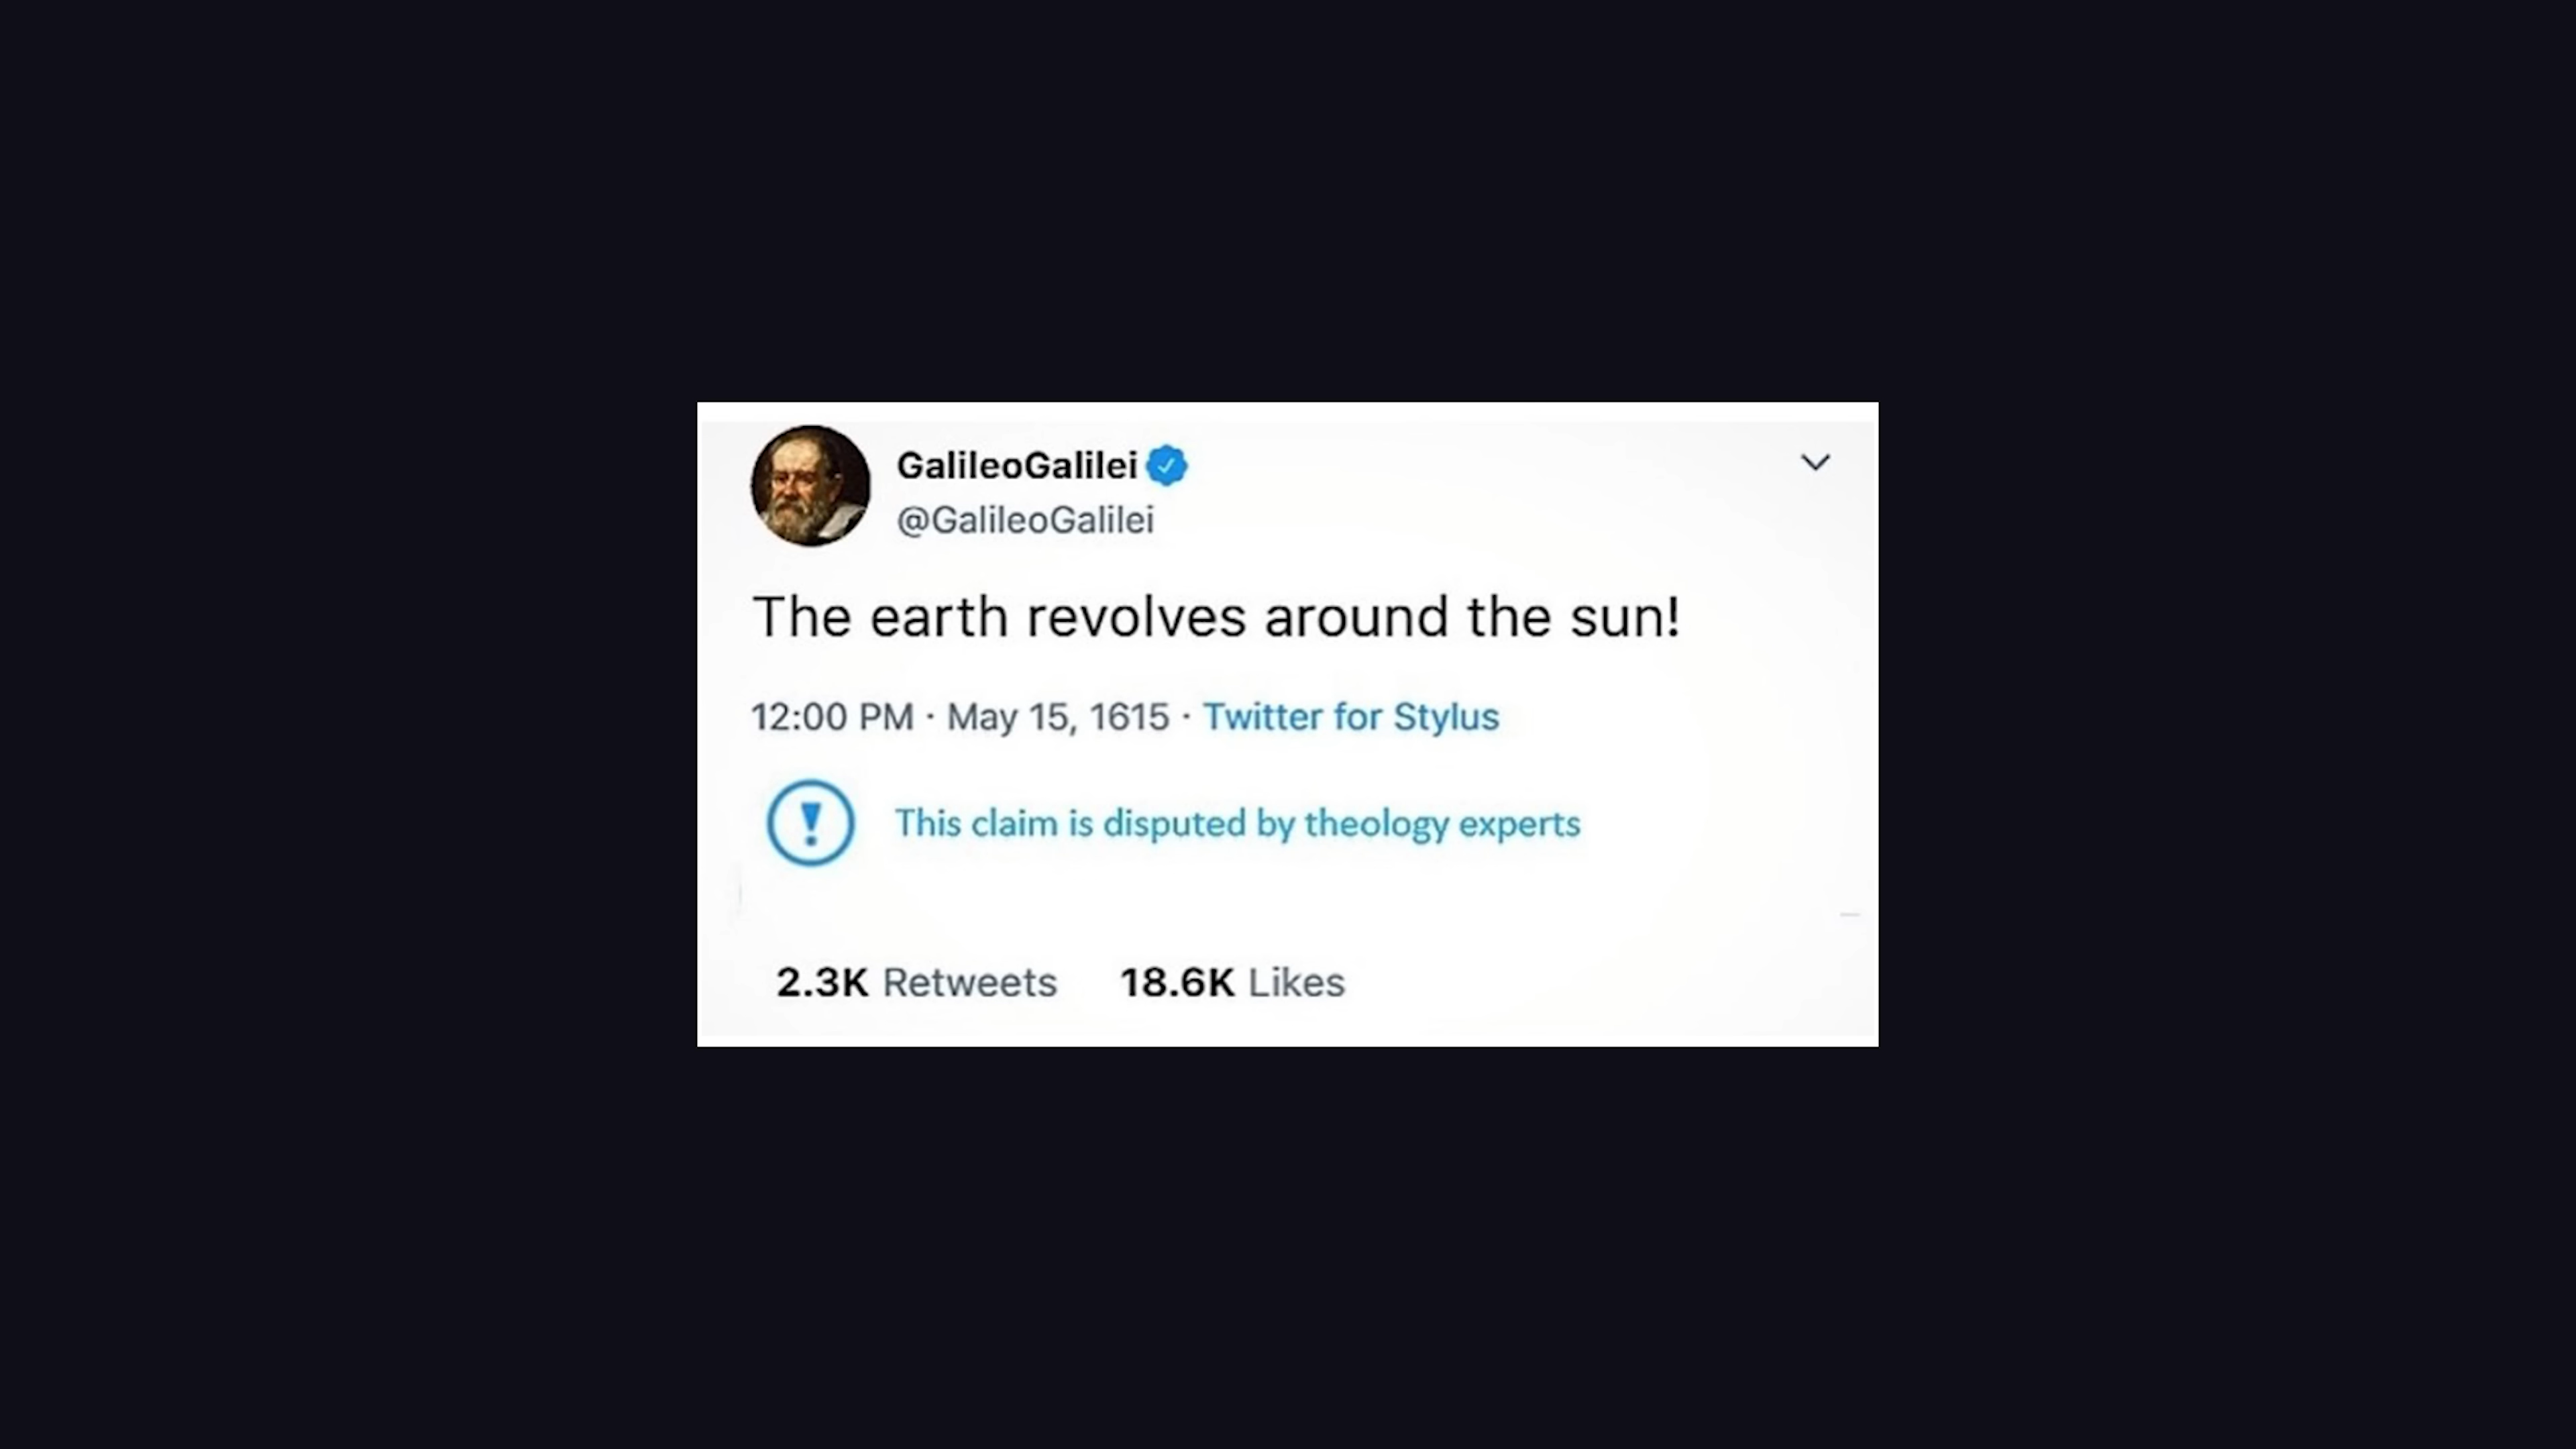 GalileoGalilei
@GalileoGalilei
The earth revolves around the sun!
12:00 PM · May 15, 1615 · Twitter for Stylus
This claim is disputed by theology experts
2.3K Retweets 18.6K Likes